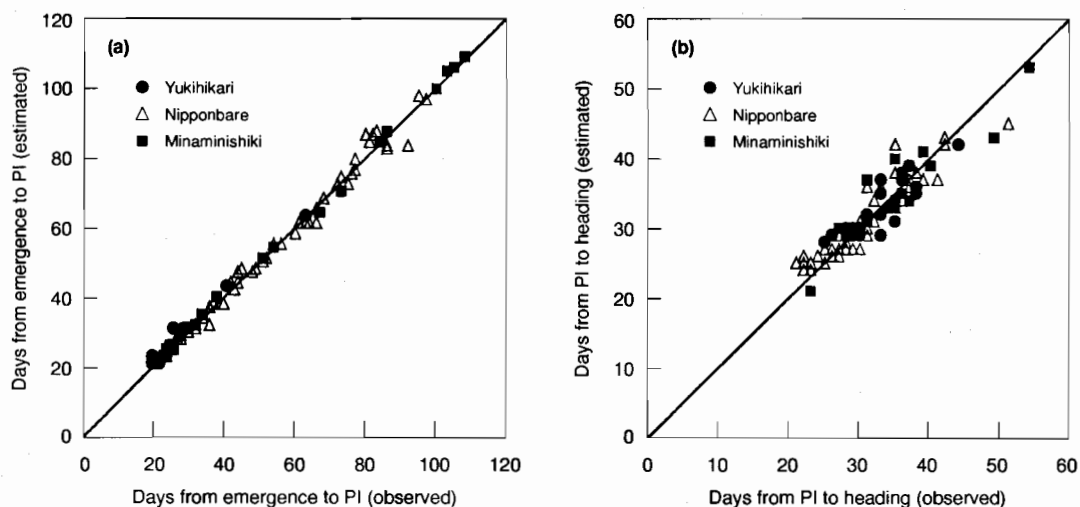 (a)
Yukihikari
Nipponbare
Minaminishiki
Days from emergence to PI (estimated)
120
100
80
60
40
20
0
0 20 40 60 80 100 120
Days from emergence to PI (observed)
(b)
Yukihikari
Nipponbare
Minaminishiki
Days from PI to heading (estimated)
60
50
40
30
20
10
0
0 10 20 30 40 50 60
Days from PI to heading (observed)